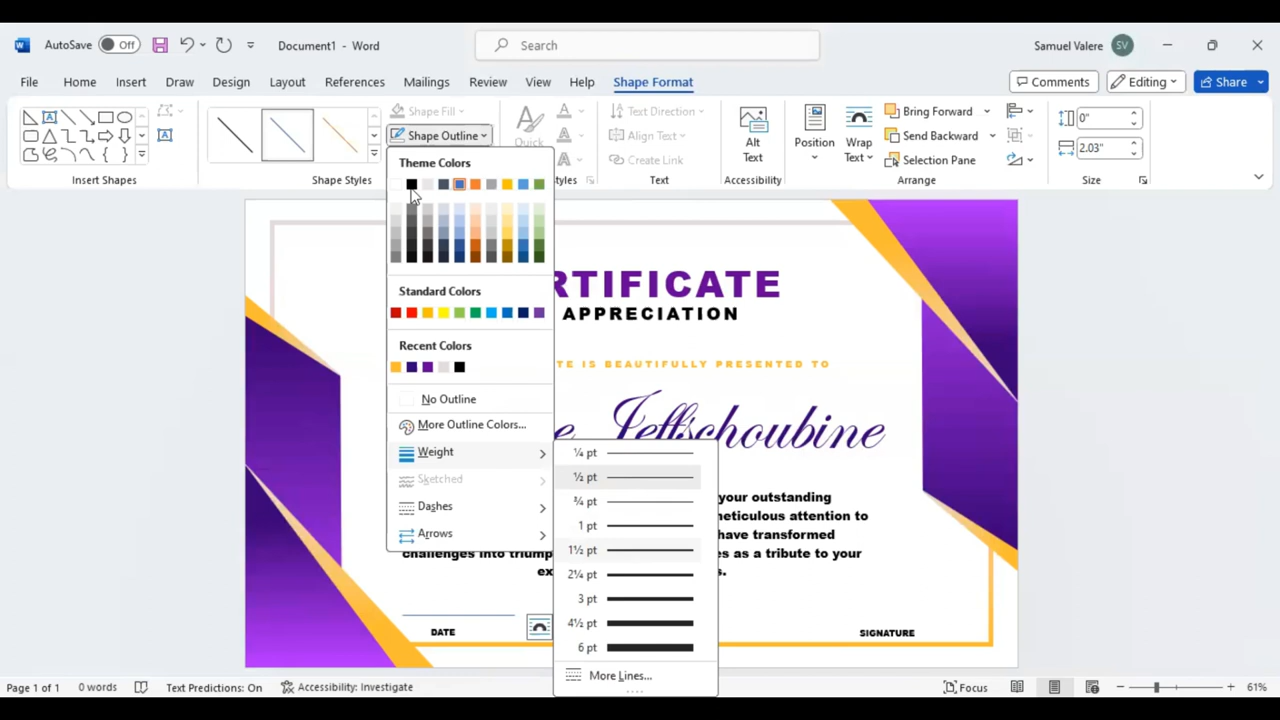 AutoSave Off Document1 - Word Search Samuel Valere SV
File Home Insert Draw Design Layout References Mailings Review View Help Shape Format Comments Editing Share
Shape Fill
Shape Outline
Quick
Text Direction
Align Text
Create Link
Alt
Text
Position
Wrap
Text
Bring Forward
Send Backward
Selection Pane
0"
2.03"
Insert Shapes Shape Styles Styles Text Accessibility Arrange Size
Theme Colors
Standard Colors
Recent Colors
No Outline
More Outline Colors...
Weight
Sketched
Dashes
Arrows
¼ pt
½ pt
¾ pt
1 pt
1½ pt
2¼ pt
3 pt
4½ pt
6 pt
More Lines...
RTIFICATE
APPRECIATION
TE IS BEAUTIFULLY PRESENTED TO
e Jeffschoubine
your outstanding
meticulous attention to
have transformed
challenges into triump es as a tribute to your
ex s.
DATE
SIGNATURE
Page 1 of 1 0 words Text Predictions: On Accessibility: Investigate Focus 61%